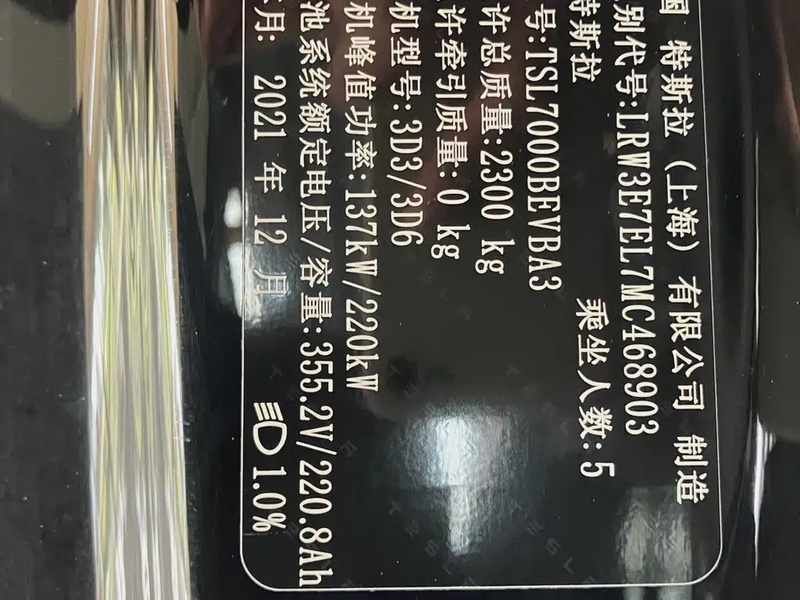 国 特斯拉 (上海) 有限公司 制造
别代号:LRW3E7EL7MC468903
特斯拉 乘坐人数:5
号:TSL7000BEVBA3
许总质量:2300 kg
许牵引质量:0 kg
机型号:3D3/3D6
机峰值功率:137kW/220kW
池系统额定电压/容量:355.2V/220.8Ah
月: 2021 年 12 月 1.0%